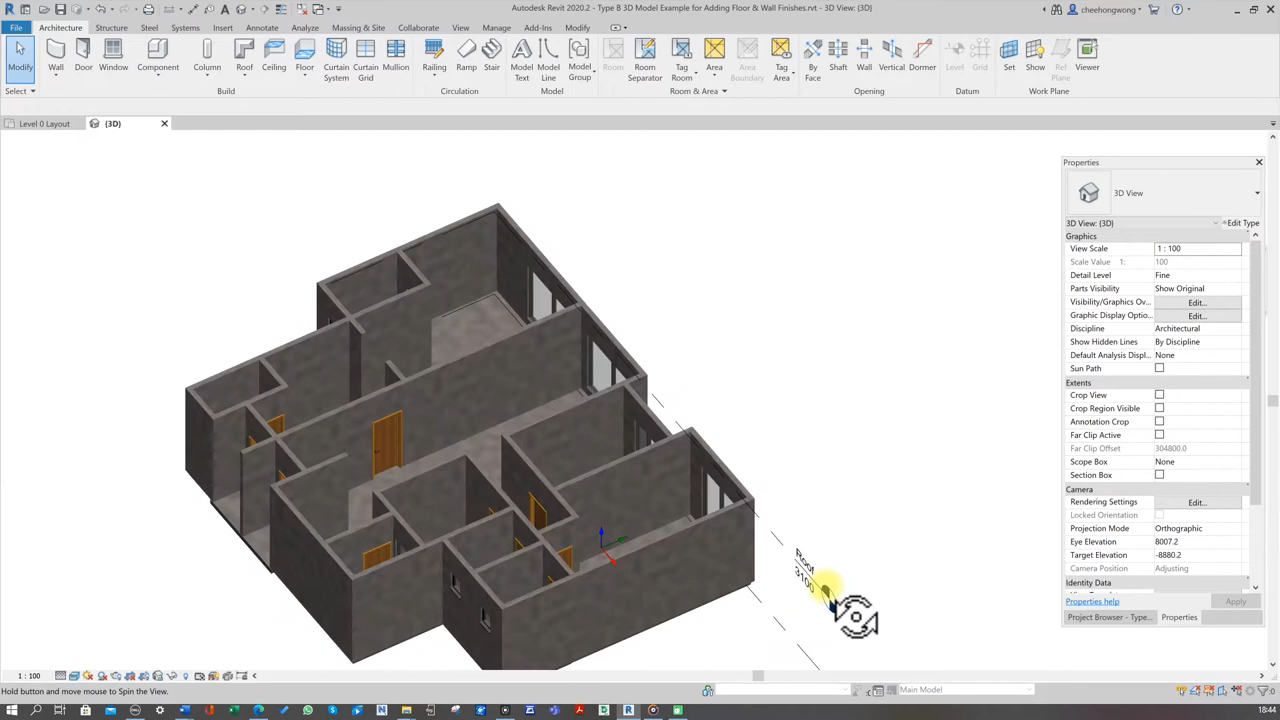 Autodesk Revit 2020.2 - Type B 3D Model Example for Adding Floor & Wall Finishes.rvt - 3D View: {3D}
cheehongwong
File Architecture Structure Steel Systems Insert Annotate Analyze Massing & Site Collaborate View Manage Add-Ins Modify
Modify Wall Door Window Component Column Roof Ceiling Floor Curtain System Curtain Grid Mullion Railing Ramp Stair Model Text Model Line Model Group Room Room Separator Tag Room Area Area Boundary Tag Area By Face Shaft Wall Vertical Dormer Level Grid Set Show Ref Plane Viewer
Select Build Circulation Model Room & Area Opening Datum Work Plane
Level 0 Layout {3D}
Properties
3D View
3D View: {3D} Edit Type
Graphics
View Scale 1 : 100
Scale Value 1: 100
Detail Level Fine
Parts Visibility Show Original
Visibility/Graphics Ov... Edit...
Graphic Display Optio... Edit...
Discipline Architectural
Show Hidden Lines By Discipline
Default Analysis Displ... None
Sun Path
Extents
Crop View
Crop Region Visible
Annotation Crop
Far Clip Active
Far Clip Offset 304800.0
Scope Box None
Section Box
Camera
Rendering Settings Edit...
Locked Orientation
Projection Mode Orthographic
Eye Elevation 8007.2
Target Elevation -8880.2
Camera Position Adjusting
Identity Data
Properties help Apply
Project Browser - Type... Properties
Roof
3100
1 : 100
Hold button and move mouse to Spin the View.
:0
Main Model
:0
18:44